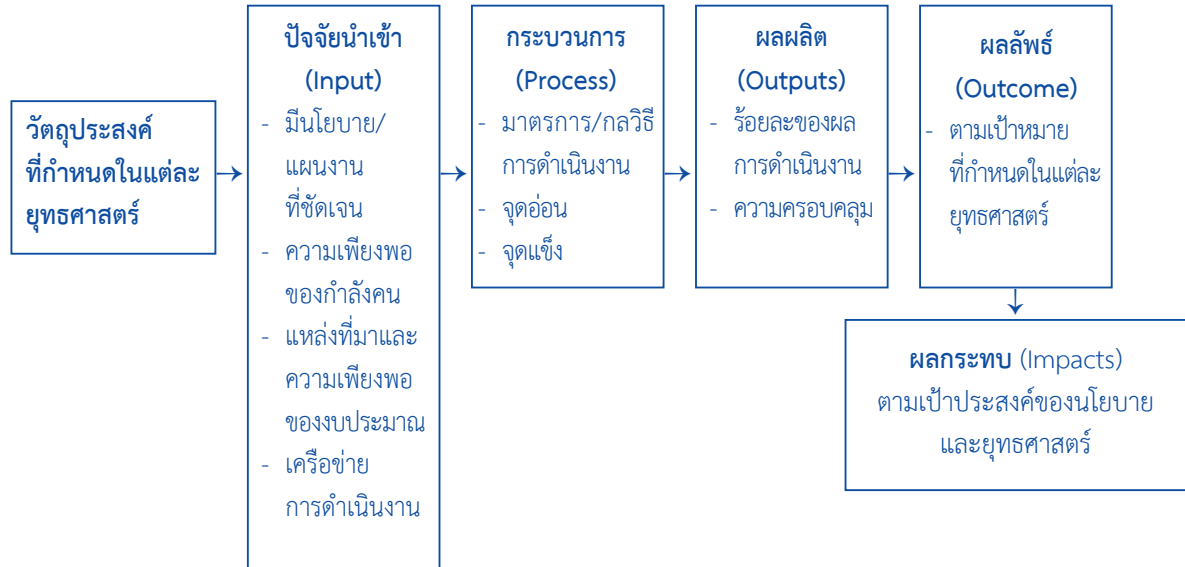 วัตถุประสงค์
ที่กำหนดในแต่ละ
ยุทธศาสตร์
ปัจจัยนำเข้า
(Input)
- มีนโยบาย/
แผนงาน
ที่ชัดเจน
- ความเพียงพอ
ของกำลังคน
- แหล่งที่มาและ
ความเพียงพอ
ของงบประมาณ
- เครือข่าย
การดำเนินงาน
กระบวนการ
(Process)
- มาตรการ/กลวิธี
การดำเนินงาน
- จุดอ่อน
- จุดแข็ง
ผลผลิต
(Outputs)
- ร้อยละของผล
การดำเนินงาน
- ความครอบคลุม
ผลลัพธ์
(Outcome)
- ตามเป้าหมาย
ที่กำหนดในแต่ละ
ยุทธศาสตร์
ผลกระทบ (Impacts)
ตามเป้าประสงค์ของนโยบาย
และยุทธศาสตร์